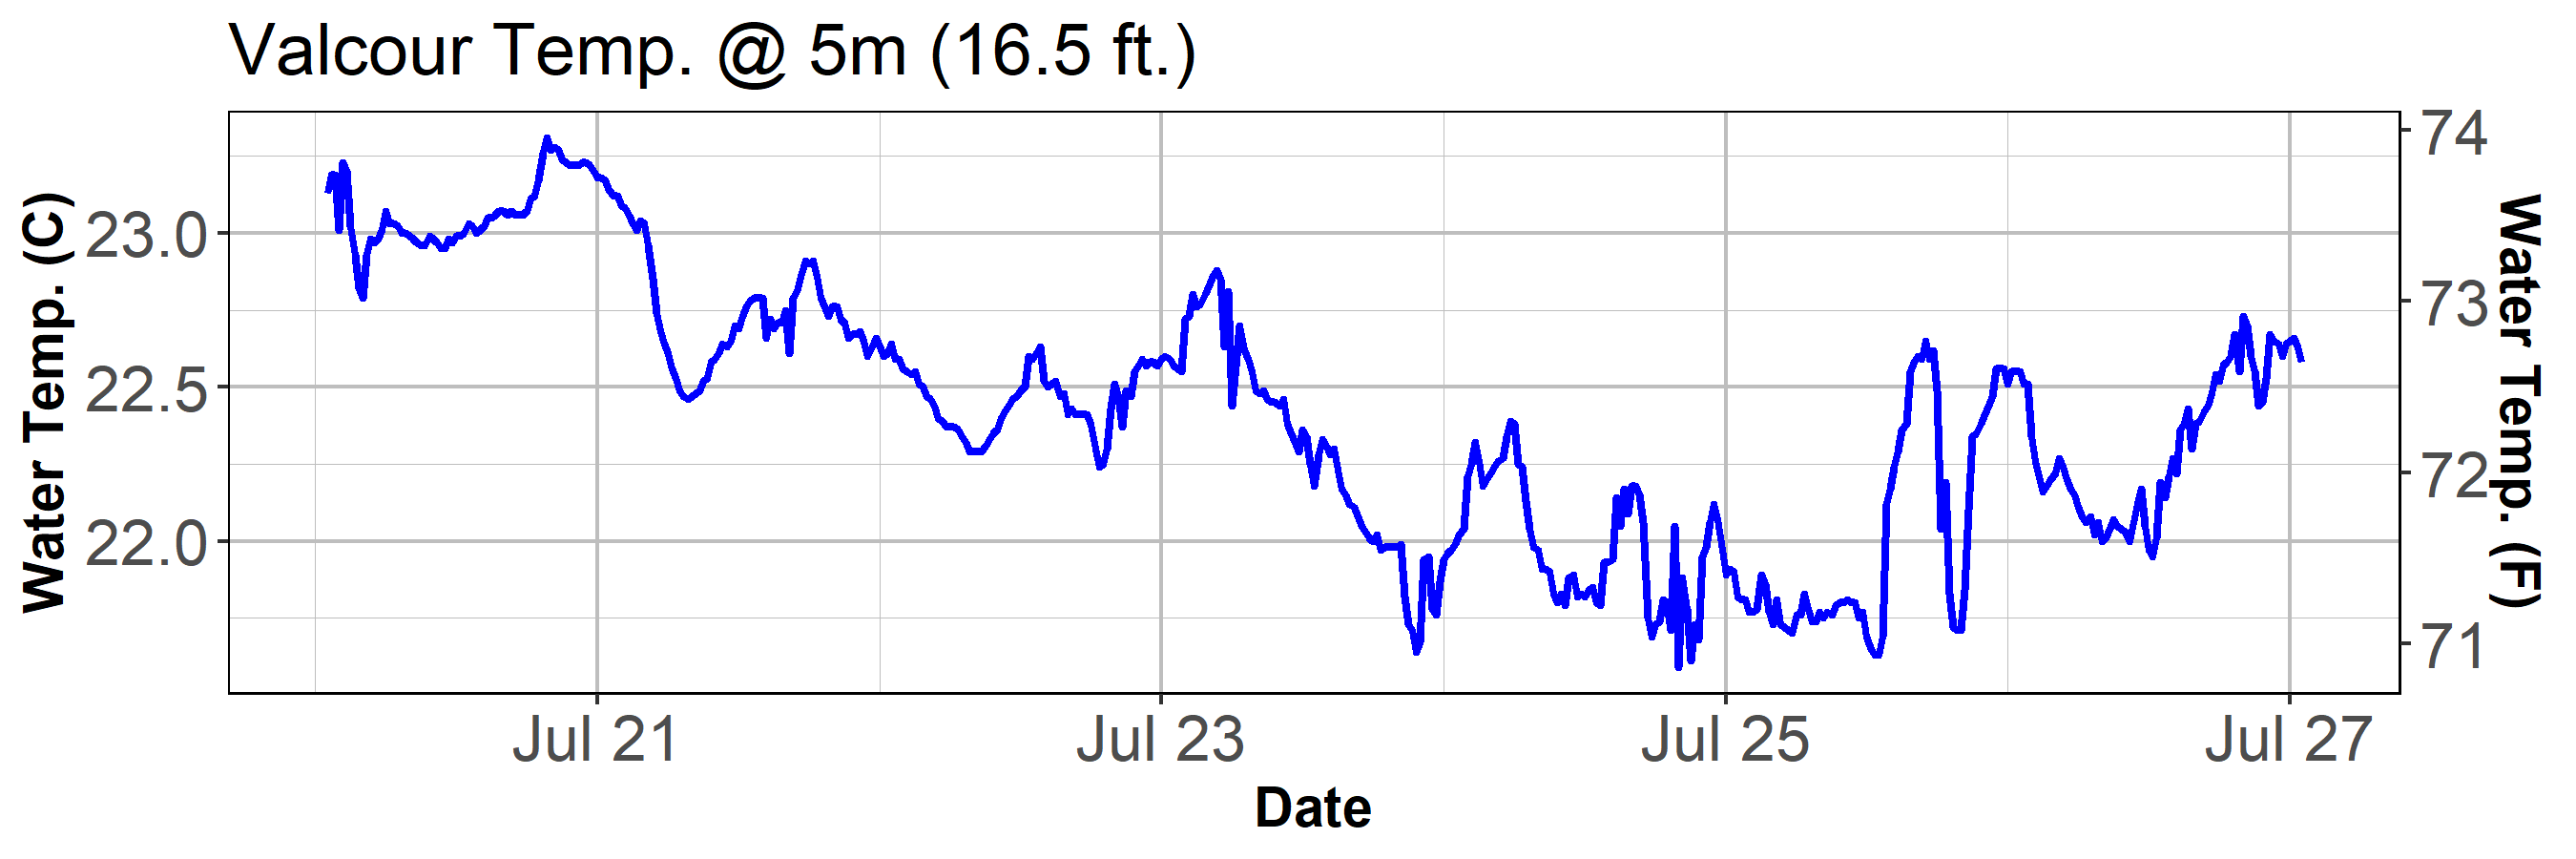 Valcour Temp. @ 5m (16.5 ft.)
Water Temp. (C)
23.0
22.5
22.0
74
73
72
71
Water Temp. (F)
Jul 21 Jul 23 Jul 25 Jul 27
Date